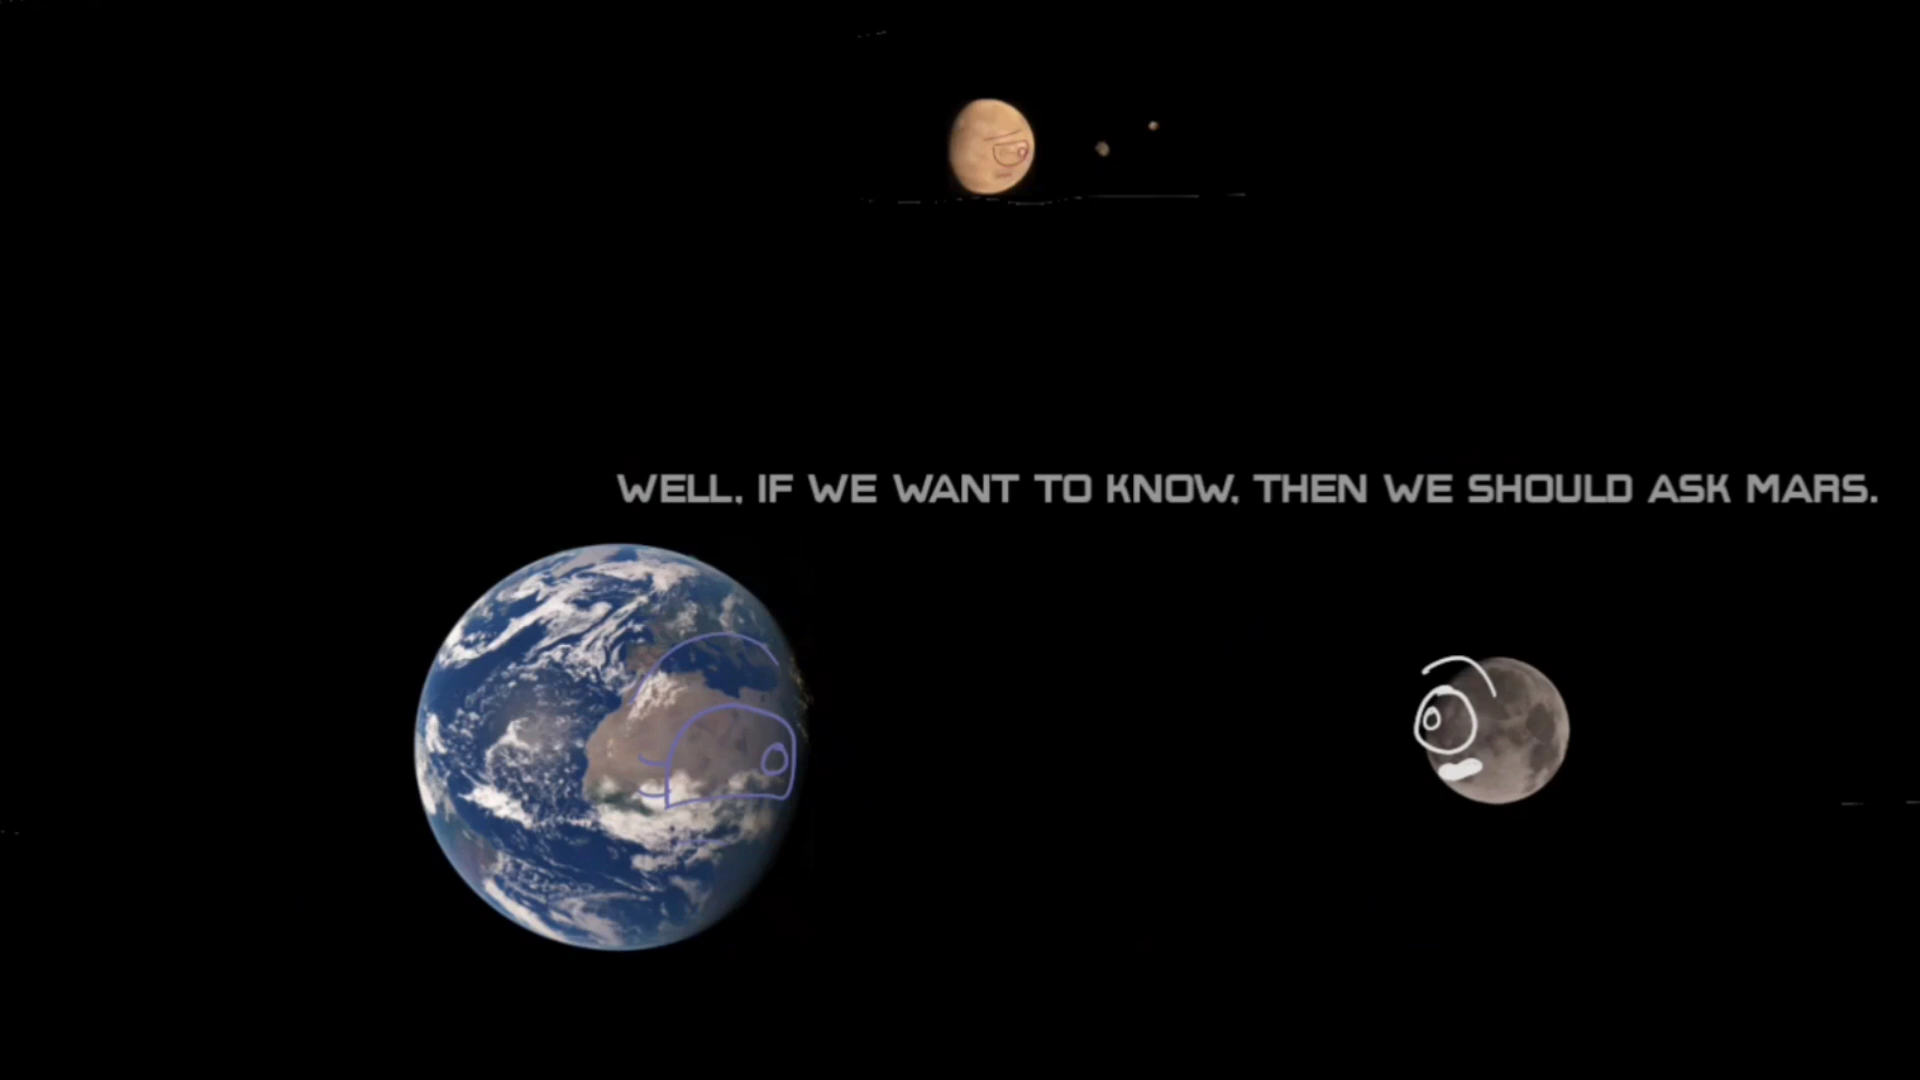 WELL, IF WE WANT TO KNOW, THEN WE SHOULD ASK MARS.